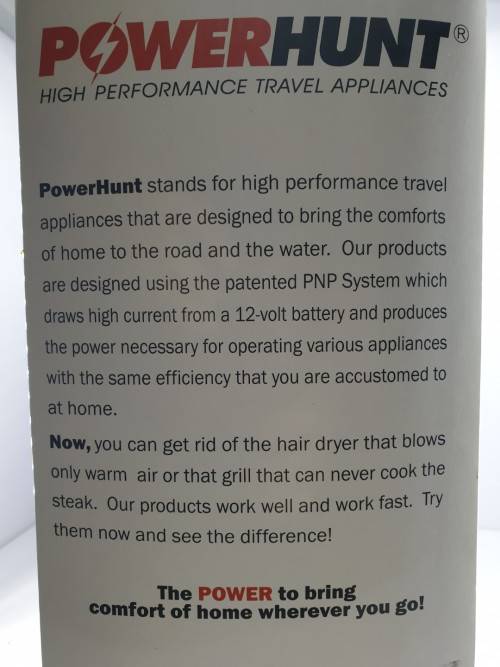 POWERHUNT®
HIGH PERFORMANCE TRAVEL APPLIANCES
PowerHunt stands for high performance travel
appliances that are designed to bring the comforts
of home to the road and the water. Our products
are designed using the patented PNP System which
draws high current from a 12-volt battery and produces
the power necessary for operating various appliances
with the same efficiency that you are accustomed to
at home.
Now, you can get rid of the hair dryer that blows
only warm air or that grill that can never cook the
steak. Our products work well and work fast. Try
them now and see the difference!
The POWER to bring
comfort of home wherever you go!